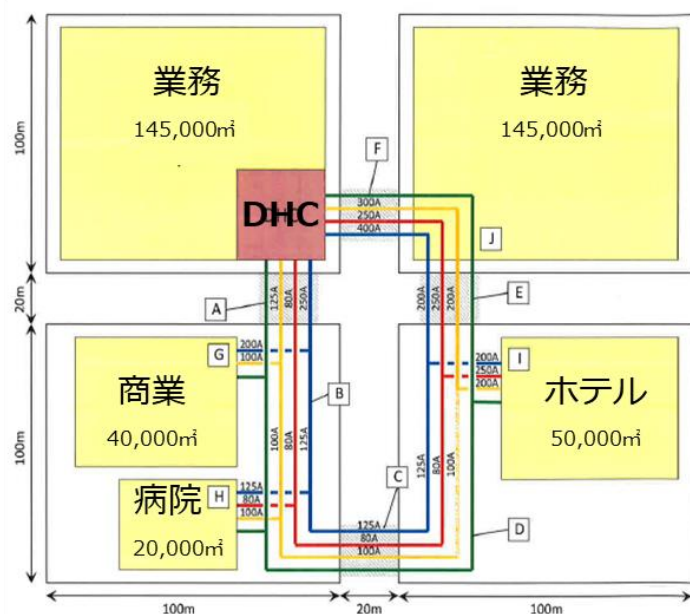 業務
145,000㎡
業務
145,000㎡
100m
F
300A
250A
400A
DHC
J
20m
A
125A
80A
250A
200A
250A
200A
E
200A
100A
G
商業
40,000㎡
B
200A
250A
200A
I
ホテル
50,000㎡
100m
100A
80A
125A
125A
80A
100A
125A
80A
100A
H
病院
20,000㎡
C
125A
80A
100A
D
100m
20m
100m